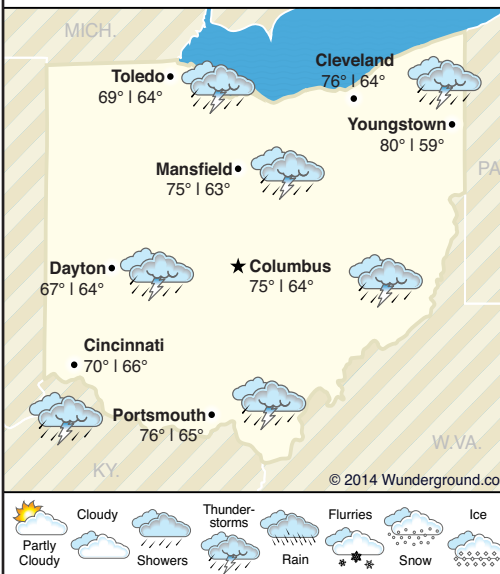 MICH.
Cleveland
76° | 64°
Toledo
69° | 64°
Youngstown
80° | 59°
PA
Mansfield
75° | 63°
Dayton
67° | 64°
Columbus
75° | 64°
Cincinnati
70° | 66°
Portsmouth
76° | 65°
W.VA.
KY.
© 2014 Wunderground.co
Partly
Cloudy
Cloudy
Showers
Thunder-
storms
Rain
Flurries
Snow
Ice